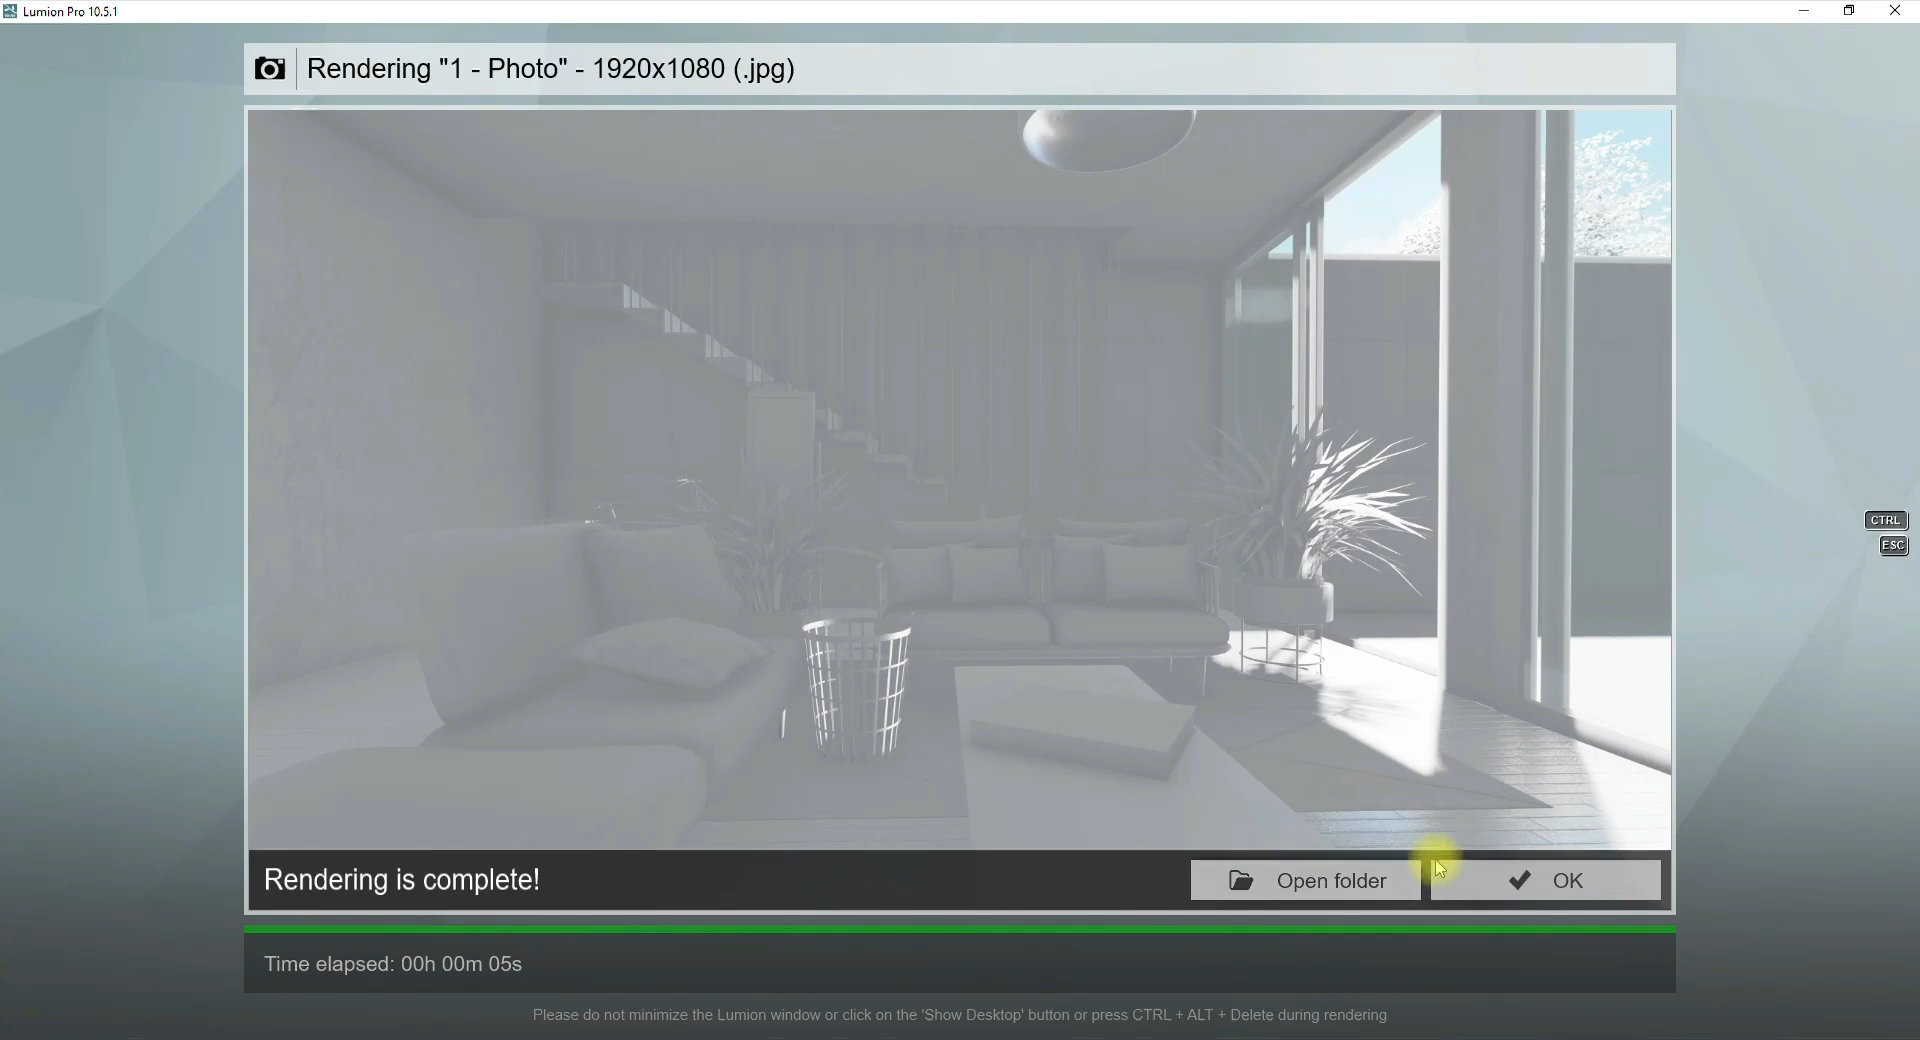 Lumion Pro 10.5.1
Rendering "1 - Photo" - 1920x1080 (.jpg)
CTRL
ESC
Rendering is complete!
Open folder
OK
Time elapsed: 00h 00m 05s
Please do not minimize the Lumion window or click on the 'Show Desktop' button or press CTRL + ALT + Delete during rendering